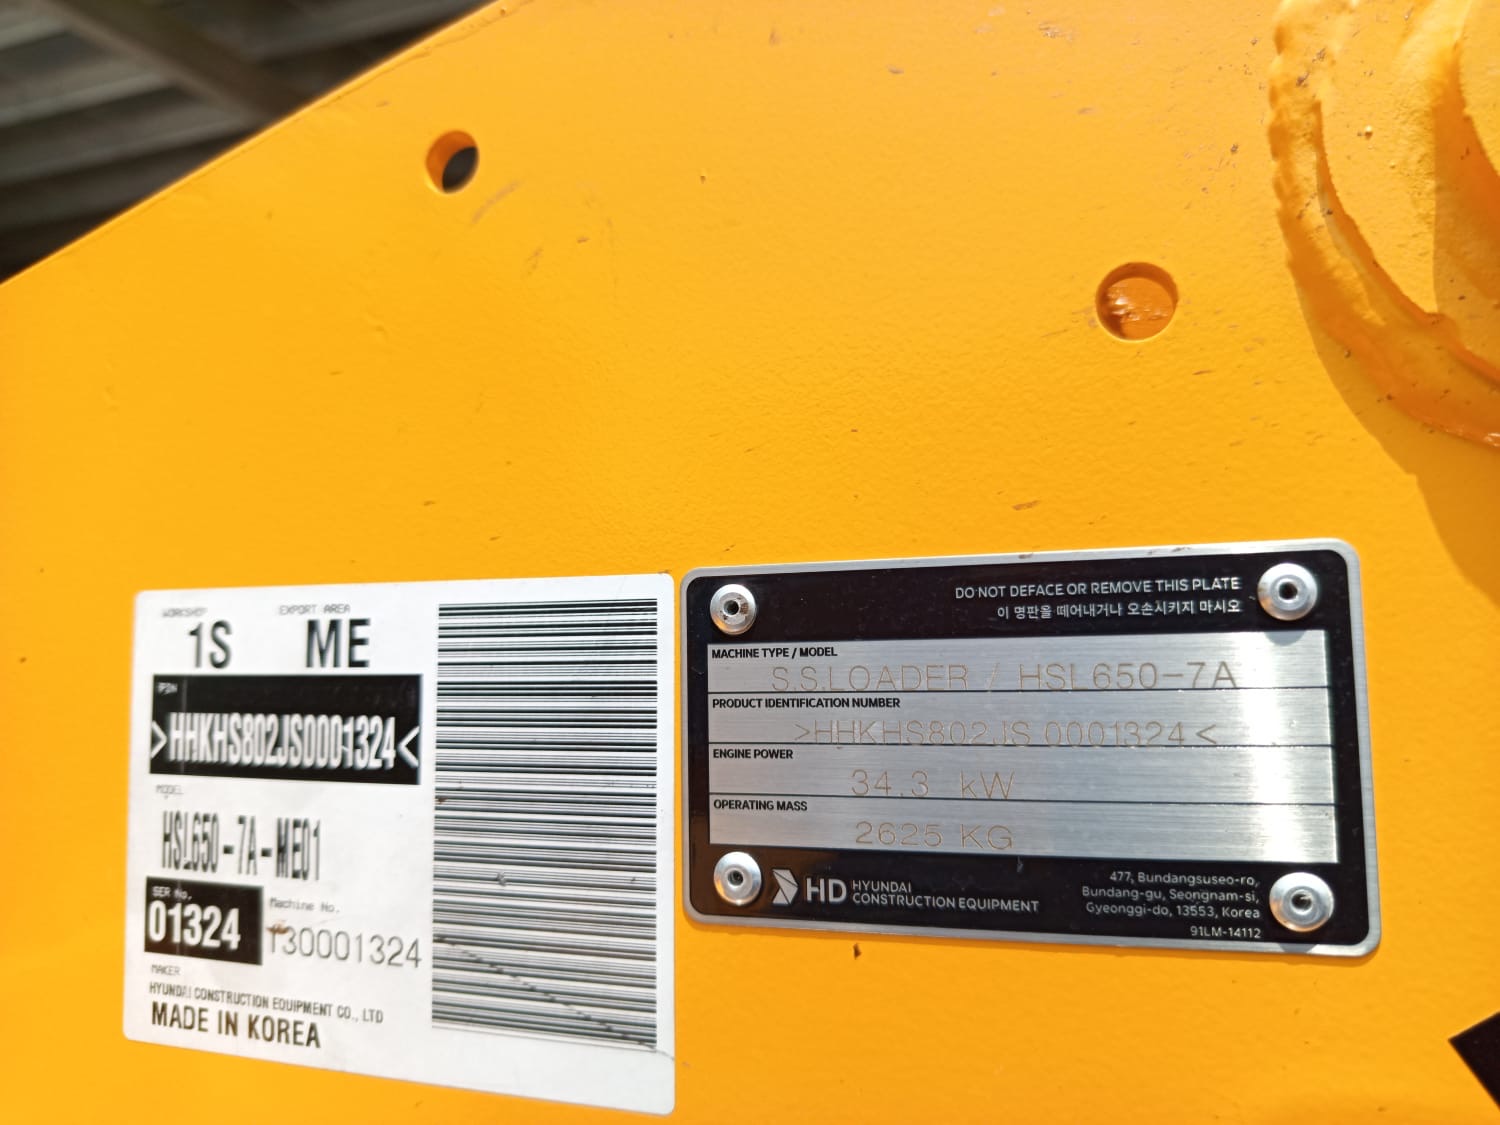 WORKSHOP EXPORT AREA
1S ME
PIN
>HHKHS802JS0001324<
MODEL
HSL650-7A-ME01
SER No.
01324
Machine No.
T30001324
MAKER
HYUNDAI CONSTRUCTION EQUIPMENT CO., LTD
MADE IN KOREA
DO NOT DEFACE OR REMOVE THIS PLATE
이 명판을 떼어내거나 오손시키지 마시오
MACHINE TYPE / MODEL
S.S.LOADER / HSL650-7A
PRODUCT IDENTIFICATION NUMBER
>HHKHS802JS 0001324<
ENGINE POWER
34.3 kW
OPERATING MASS
2625 KG
HD HYUNDAI
CONSTRUCTION EQUIPMENT
477, Bundangsuseo-ro,
Bundang-gu, Seongnam-si,
Gyeonggi-do, 13553, Korea
91LM-14112